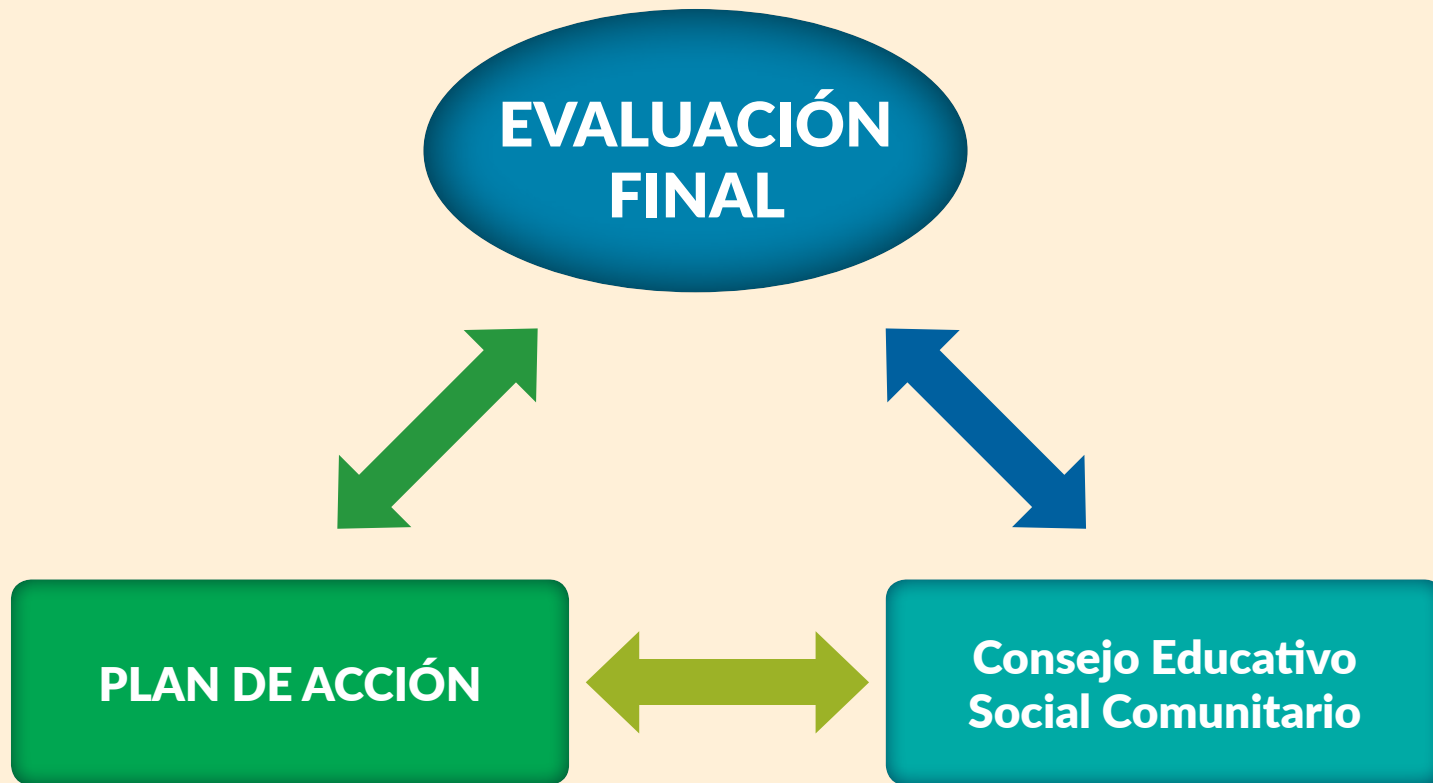 EVALUACIÓN
FINAL
PLAN DE ACCIÓN
Consejo Educativo
Social Comunitario